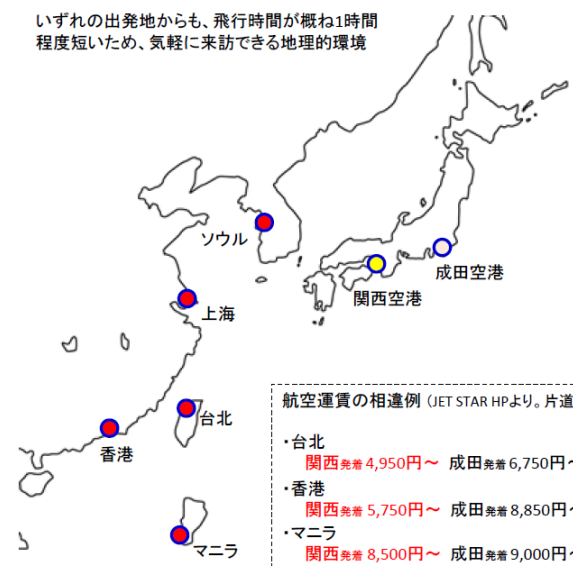 いずれの出発地からも、飛行時間が概ね1時間
程度短いため、気軽に来訪できる地理的環境
ソウル
成田空港
関西空港
上海
台北
香港
マニラ
航空運賃の相違例（JET STAR HPより。片道
・台北
関西発着 4,950円～ 成田発着 6,750円～
・香港
関西発着 5,750円～ 成田発着 8,850円～
・マニラ
関西発着 8,500円～ 成田発着 9,000円～